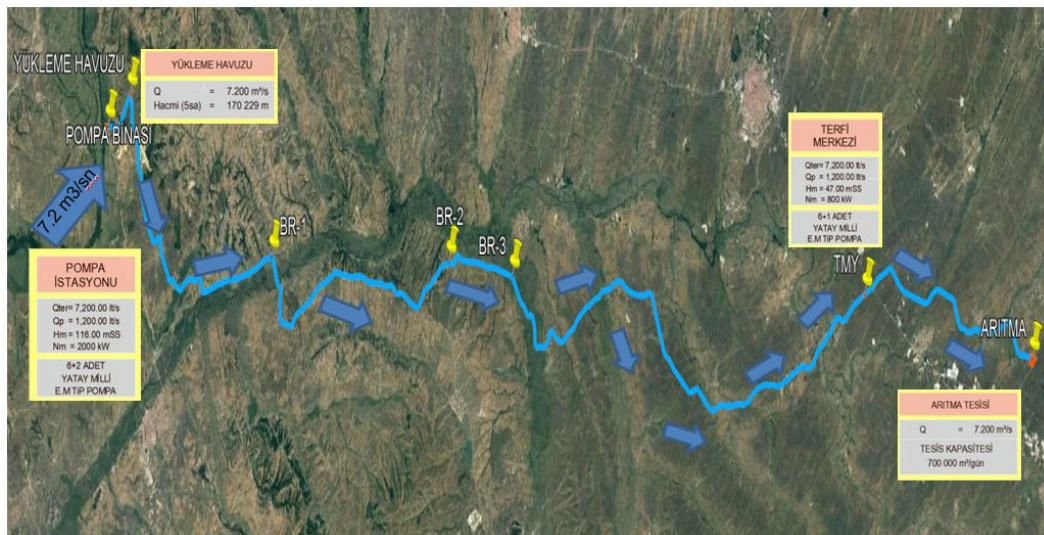 YÜKLEME HAVUZU
POMPA BİNASI
7.2 m3/sn
YÜKLEME HAVUZU
Q = 7.200 m³/s
Hacmi (5sa) = 170 229 m
POMPA
İSTASYONU
Qter= 7,200.00 lt/s
Qp = 1,200.00 lt/s
Hm = 116.00 mSS
Nm = 2000 kW
6+2 ADET
YATAY MİLLİ
E.M TiP POMPA
BR-1
BR-2
BR-3
TERFİ
MERKEZİ
Qter= 7,200.00 lt/s
Qp = 1,200.00 lt/s
Hm = 47.00 mSS
Nm = 800 kW
6+1 ADET
YATAY MİLLİ
E.M TiP POMPA
TMY
ARITMA
ARITMA TESİSİ
Q = 7.200 m³/s
TESİS KAPASİTESİ
700 000 m³/gün